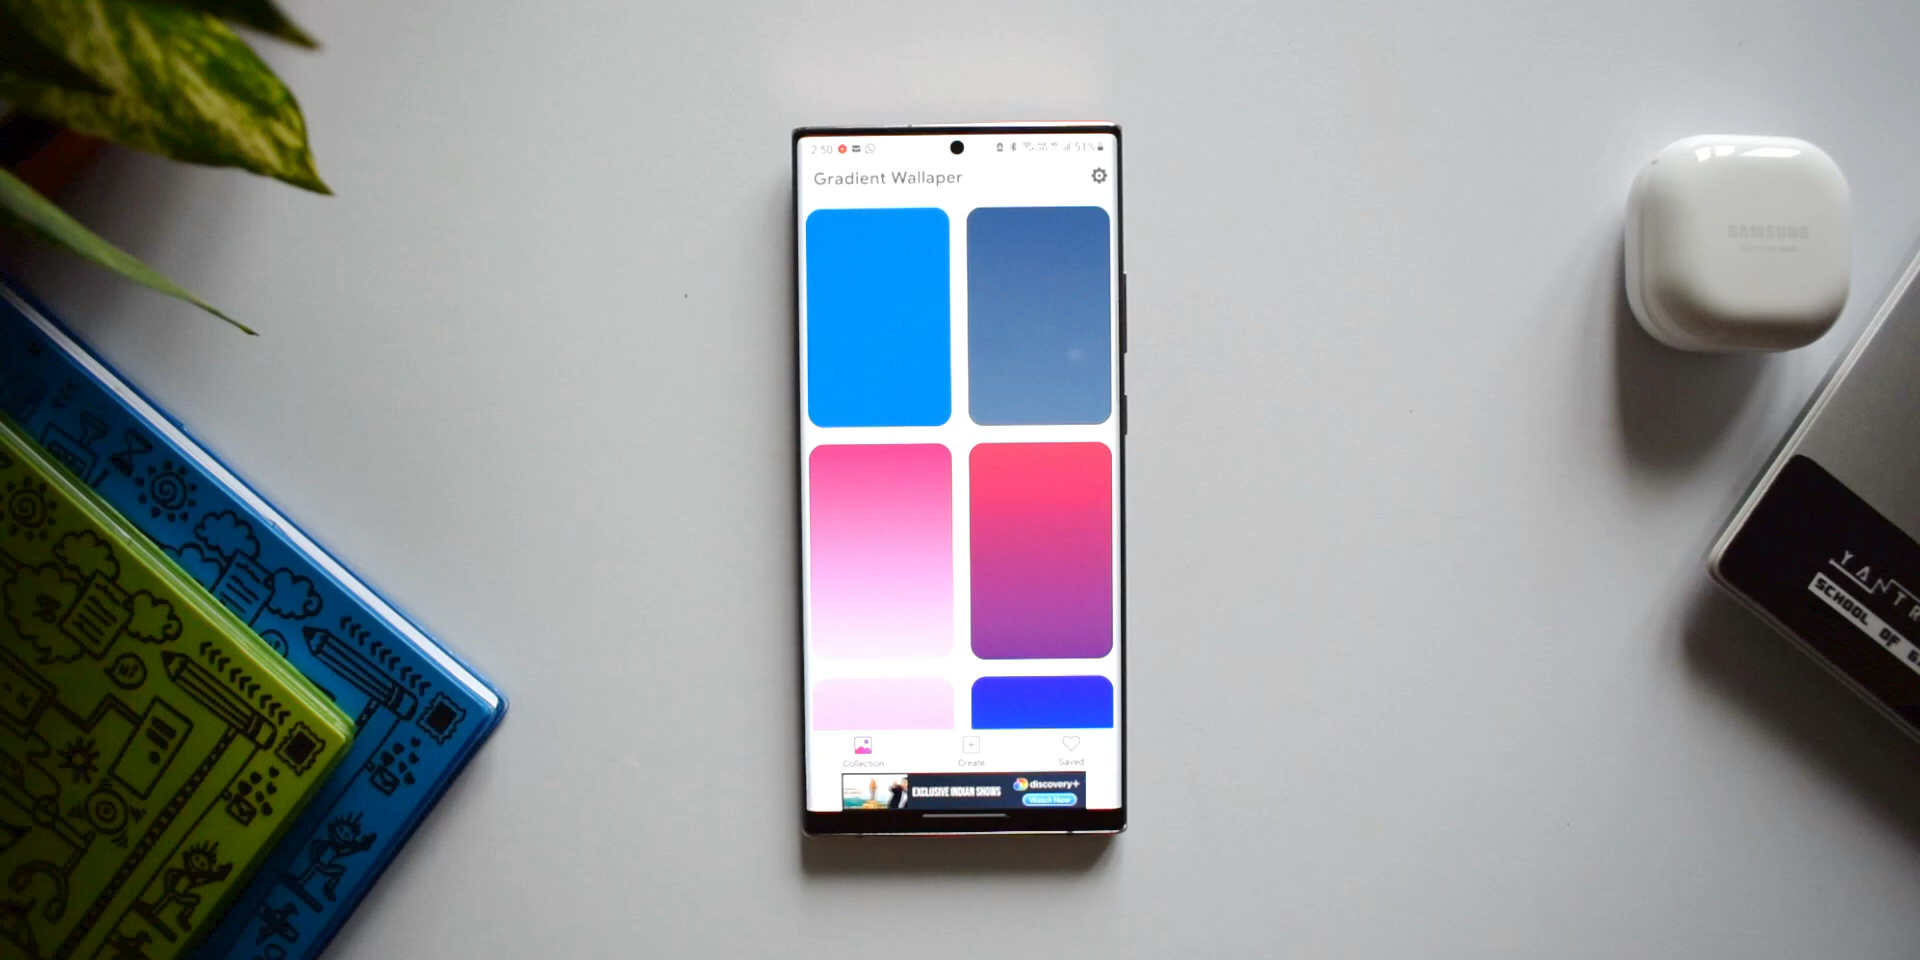 2:50
51%
Gradient Wallaper
Collection
Create
Saved
EXCLUSIVE INDIAN SHOWS
discovery+
Watch Now
SAMSUNG
YANTR
SCHOOL OF